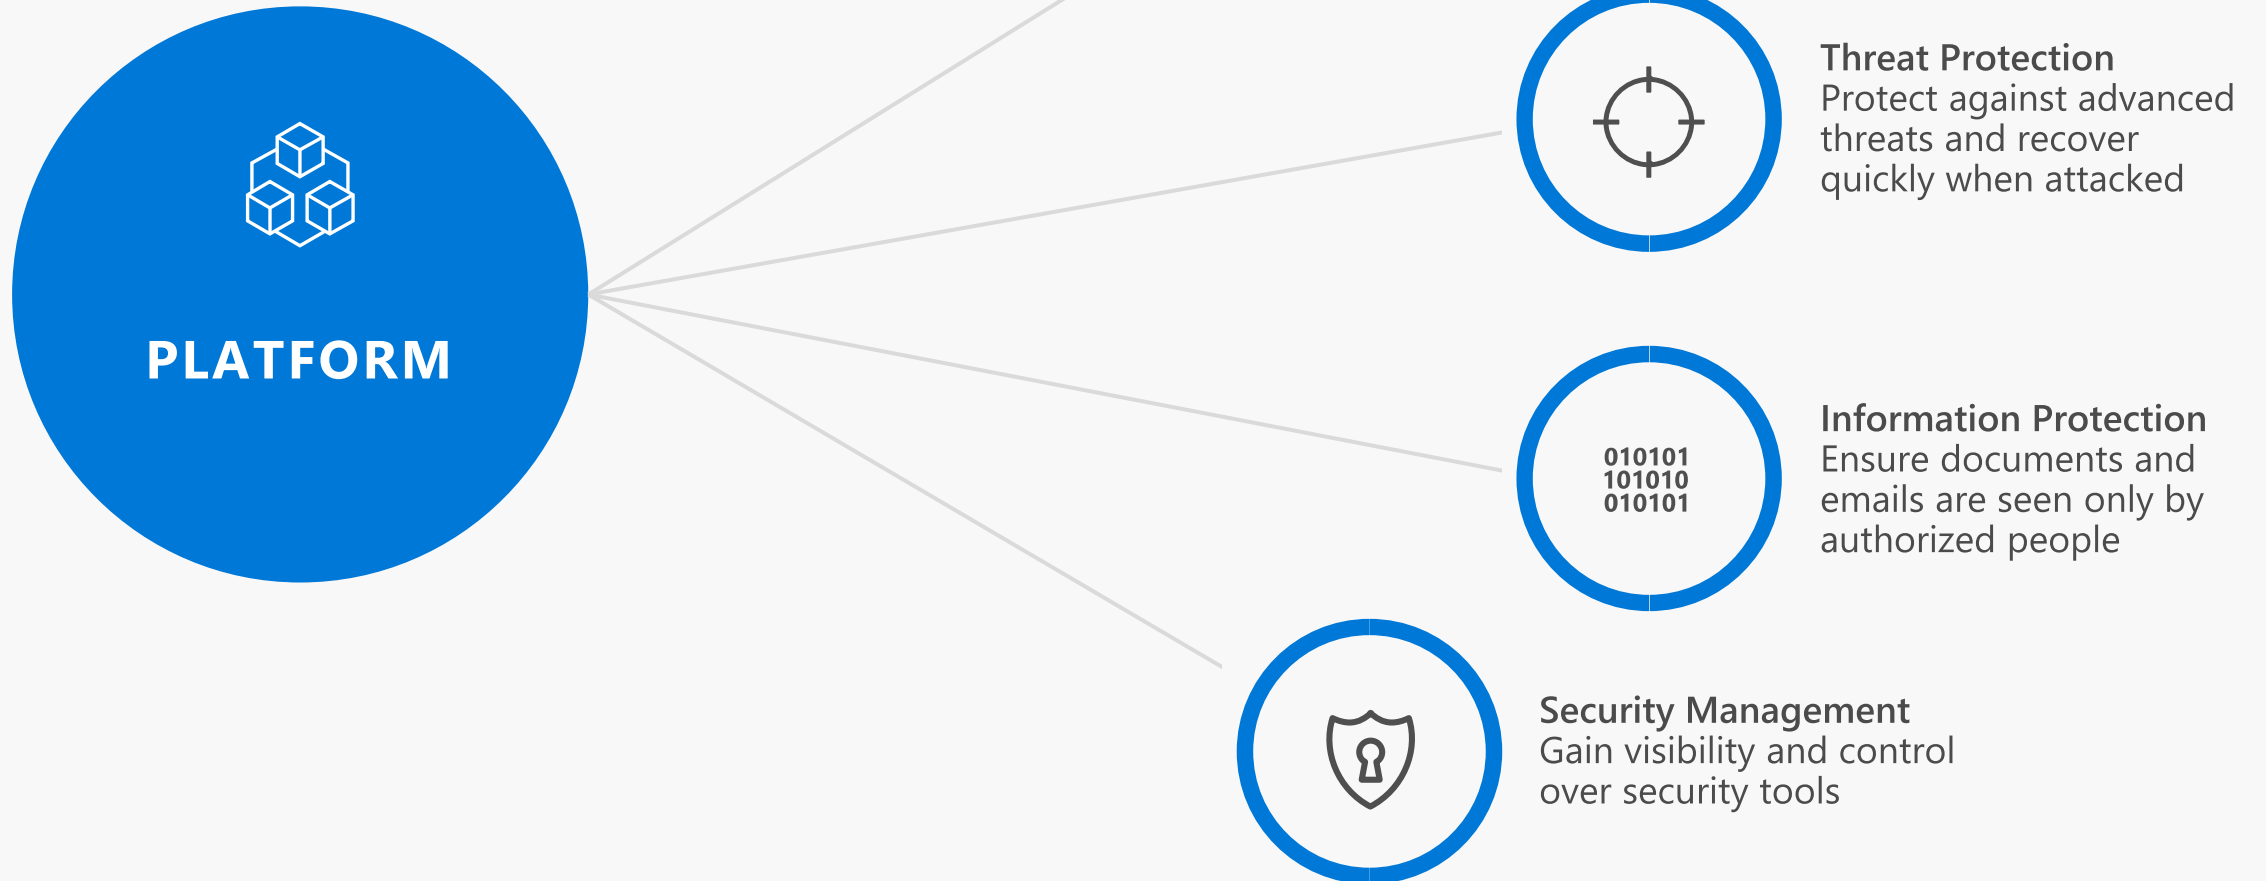 PLATFORM
Threat Protection
Protect against advanced
threats and recover
quickly when attacked
010101
101010
010101
Information Protection
Ensure documents and
emails are seen only by
authorized people
Security Management
Gain visibility and control
over security tools